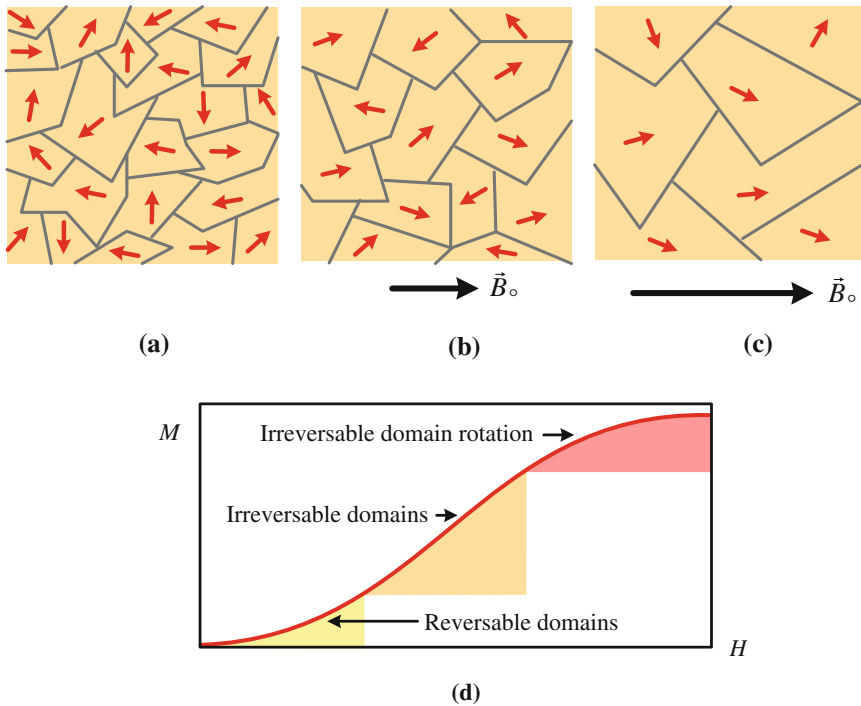 B⃗∘ B⃗∘
(a) (b) (c)
M
Irreversable domain rotation
Irreversable domains
Reversable domains
H
(d)